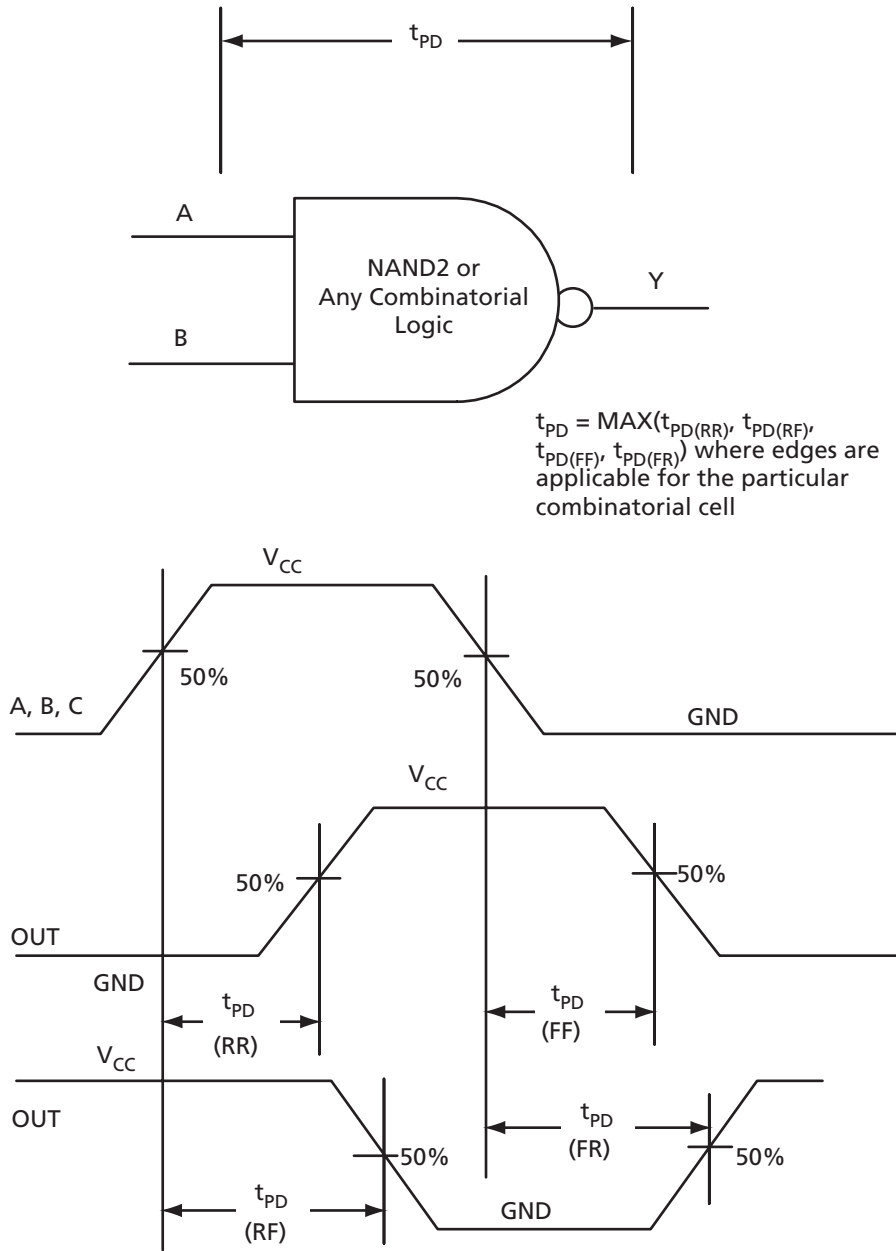 tPD
A
NAND2 or
Any Combinatorial
Logic
Y
B
tPD = MAX(tPD(RR), tPD(RF),
tPD(FF), tPD(FR)) where edges are
applicable for the particular
combinatorial cell
VCC
50%
50%
A, B, C
GND
VCC
50%
50%
OUT
GND
tPD
(RR)
tPD
(FF)
VCC
OUT
tPD
(FR)
50%
50%
tPD
(RF)
GND